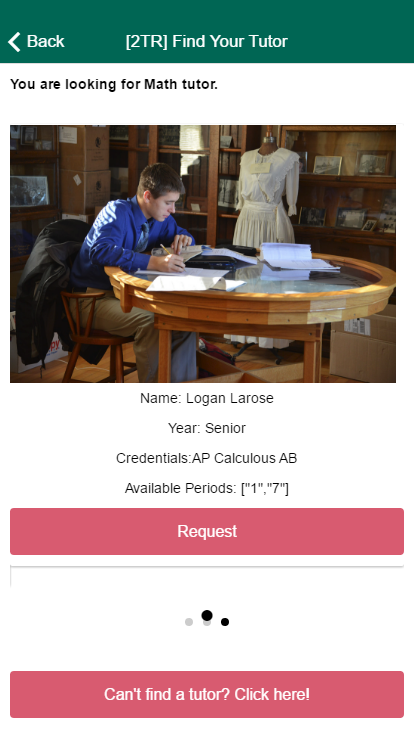 Back
[2TR] Find Your Tutor
You are looking for Math tutor.
Name: Logan Larose
Year: Senior
Credentials:AP Calculous AB
Available Periods: ["1","7"]
Request
Can't find a tutor? Click here!